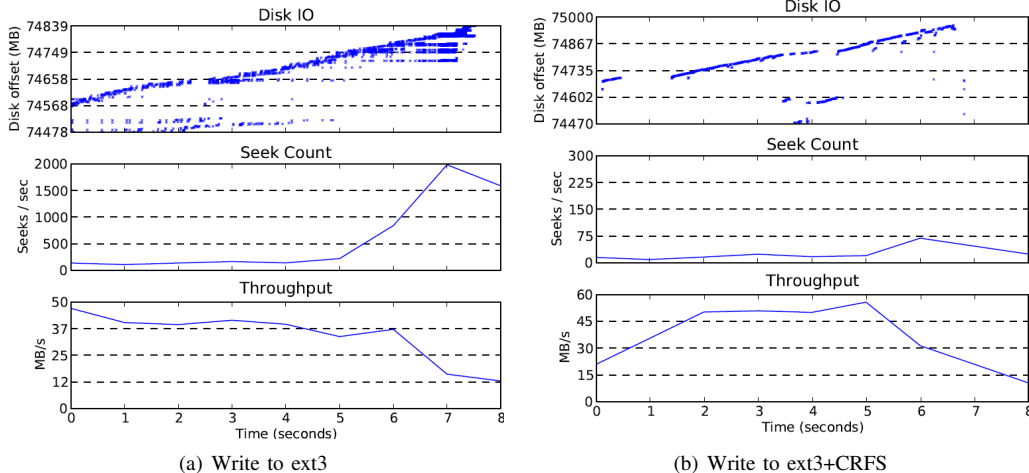 Disk IO
Disk offset (MB)
74839
74749
74658
74568
74478
Seek Count
Seeks / sec
2000
1500
1000
500
0
Throughput
MB/s
50
37
25
12
0
0 1 2 3 4 5 6 7 8
Time (seconds)
(a) Write to ext3
Disk IO
Disk offset (MB)
75000
74867
74735
74602
74470
Seek Count
Seeks / sec
300
225
150
75
0
Throughput
MB/s
60
45
30
15
0
0 1 2 3 4 5 6 7 8
Time (seconds)
(b) Write to ext3+CRFS